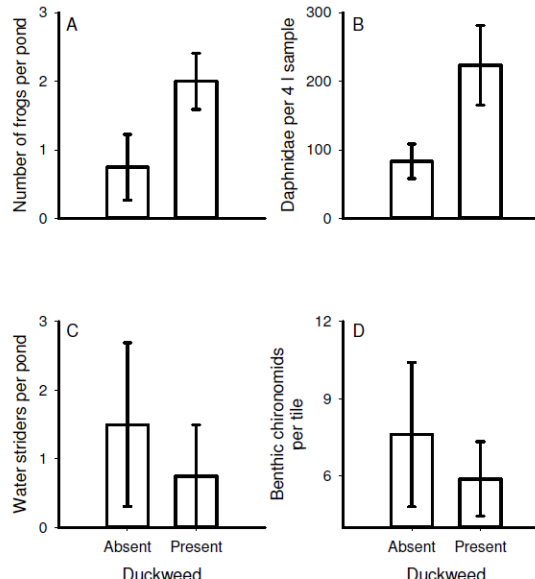 A
Number of frogs per pond
3
2
1
0
B
Daphnidae per 4 l sample
300
200
100
0
C
Water striders per pond
3
2
1
0
Absent Present
Duckweed
D
Benthic chironomids
per tile
12
9
6
Absent Present
Duckweed